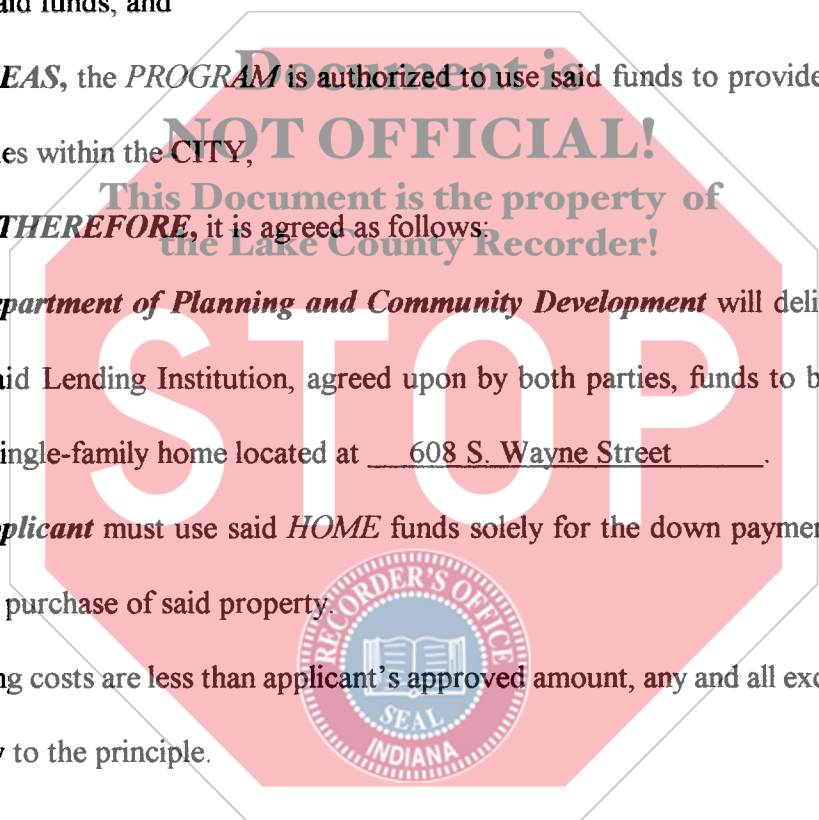 aid funds, and
EAS, the PROGRAM is authorized to use said funds to provide
es within the CITY,
THEREFORE, it is agreed as follows:
partment of Planning and Community Development will deli
aid Lending Institution, agreed upon by both parties, funds to b
ingle-family home located at 608 S. Wayne Street.
plicant must use said HOME funds solely for the down paymen
purchase of said property.
ng costs are less than applicant's approved amount, any and all exc
y to the principle.
Document is
NOT OFFICIAL!
This Document is the property of
the Lake County Recorder!
STOP
RECORDER'S OFFICE
SEAL
INDIANA